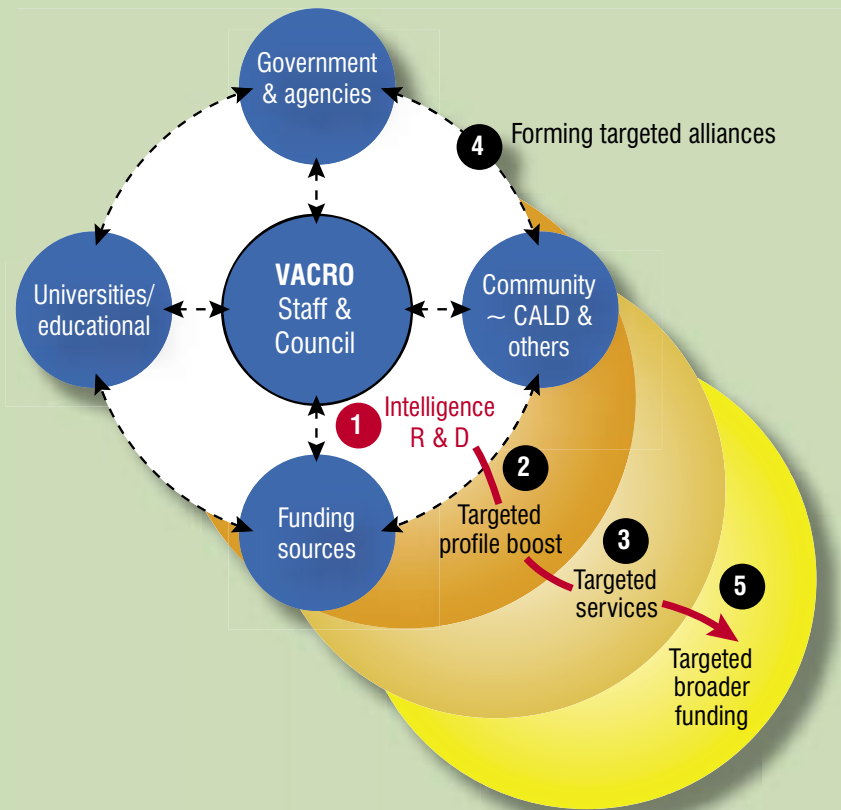 Government
& agencies
4
Forming targeted alliances
VACRO
Staff &
Council
Universities/
educational
Community
~ CALD &
others
1
Intelligence
R & D
2
Targeted
profile boost
Funding
sources
3
Targeted
services
5
Targeted
broader
funding